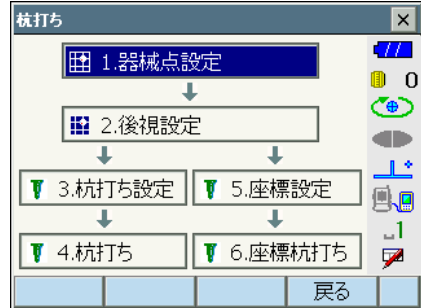 杭打ち
1.器械点設定
2.後視設定
3.杭打ち設定
5.座標設定
4.杭打ち
6.座標杭打ち
0
1
戻る